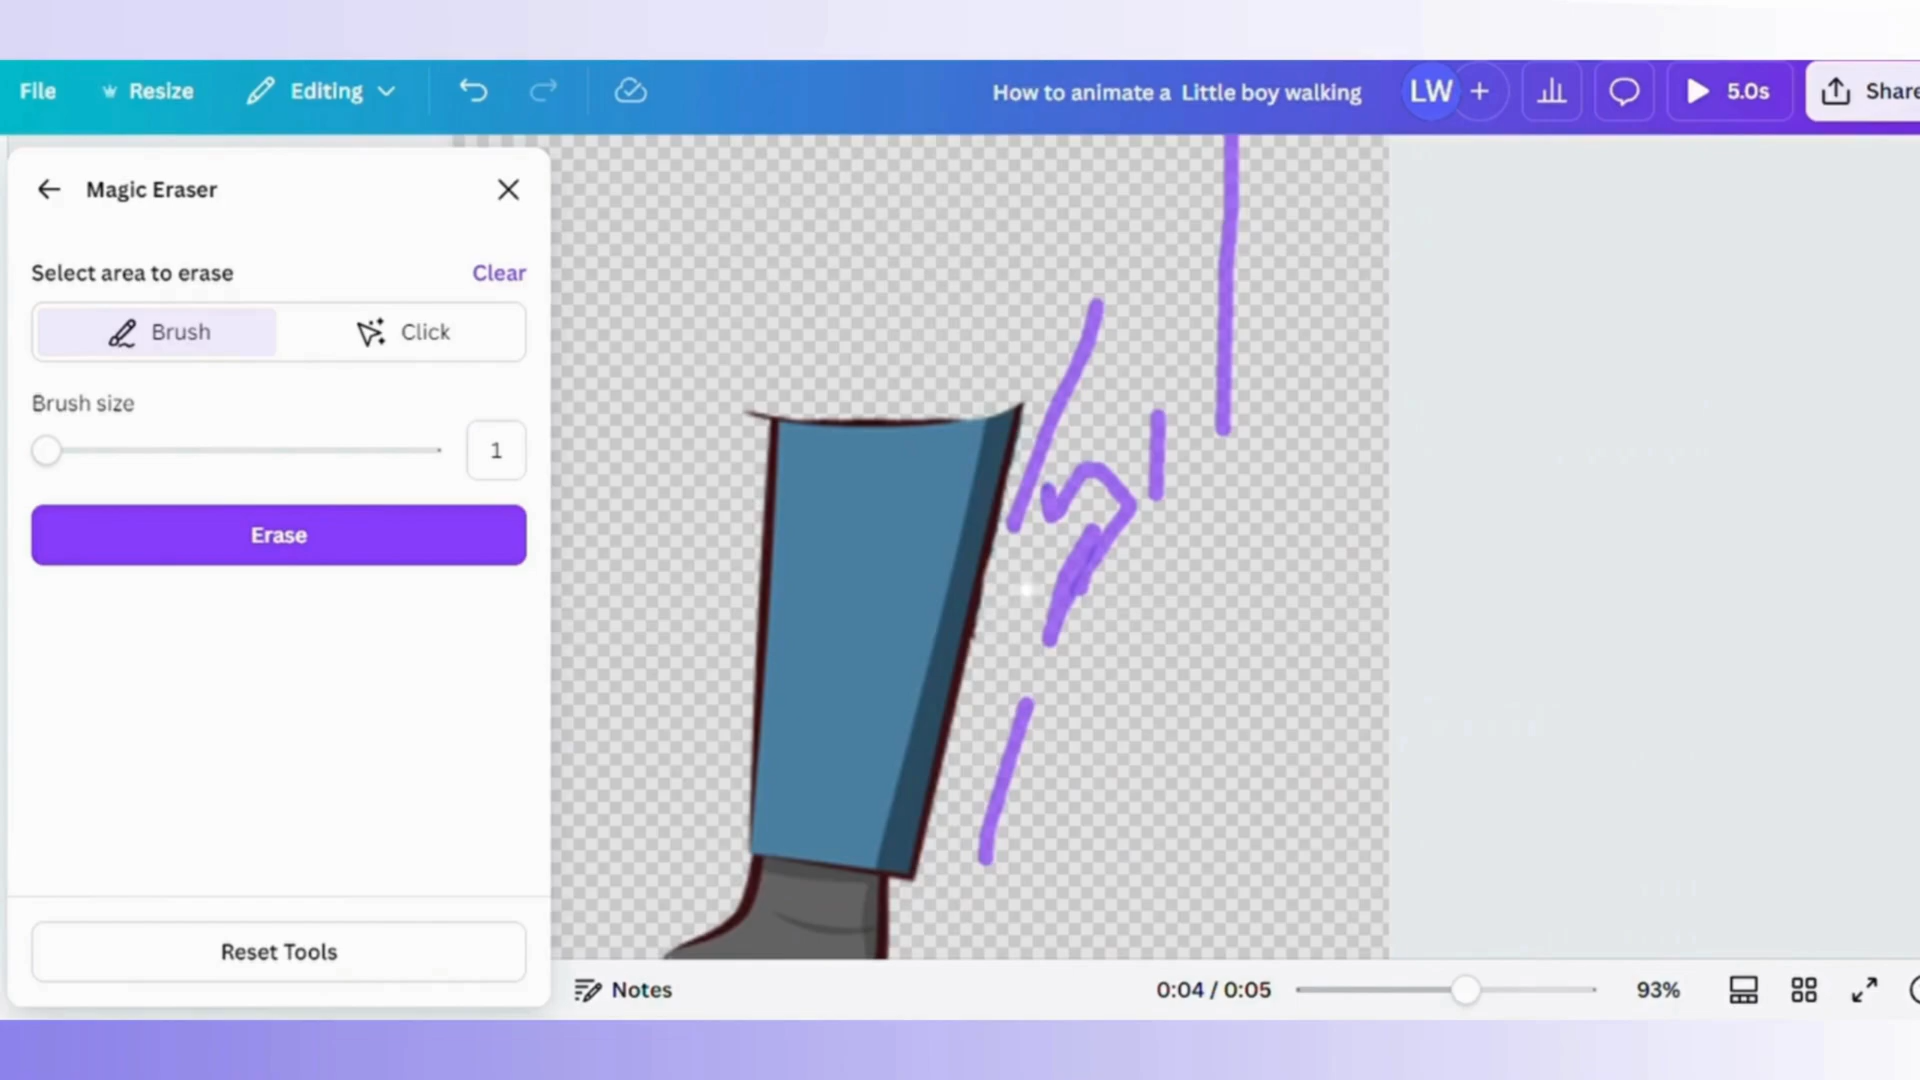 File Resize Editing How to animate a Little boy walking LW + 5.0s Share
Magic Eraser
Select area to erase Clear
Brush Click
Brush size
1
Erase
Reset Tools
Notes 0:04 / 0:05 93%